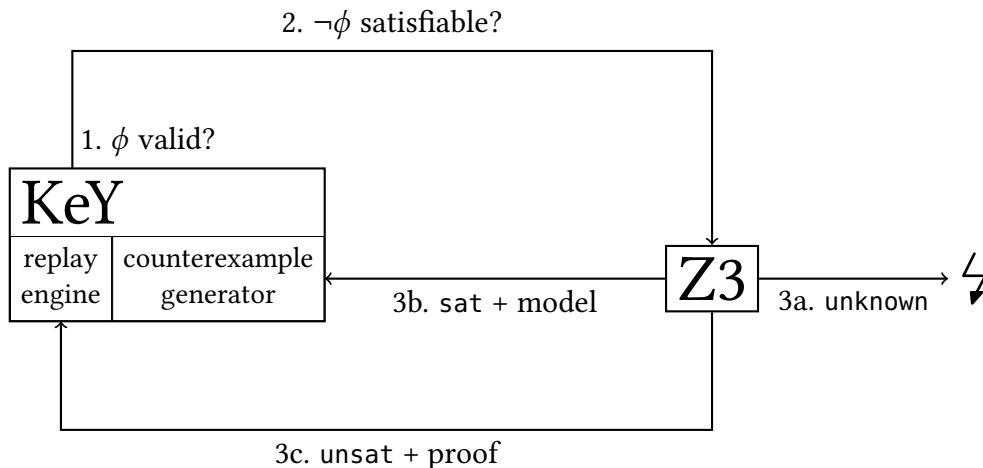 2. ¬ϕ satisfiable?
1. ϕ valid?
KeY
replay
engine
counterexample
generator
Z3
3b. sat + model
3a. unknown
3c. unsat + proof